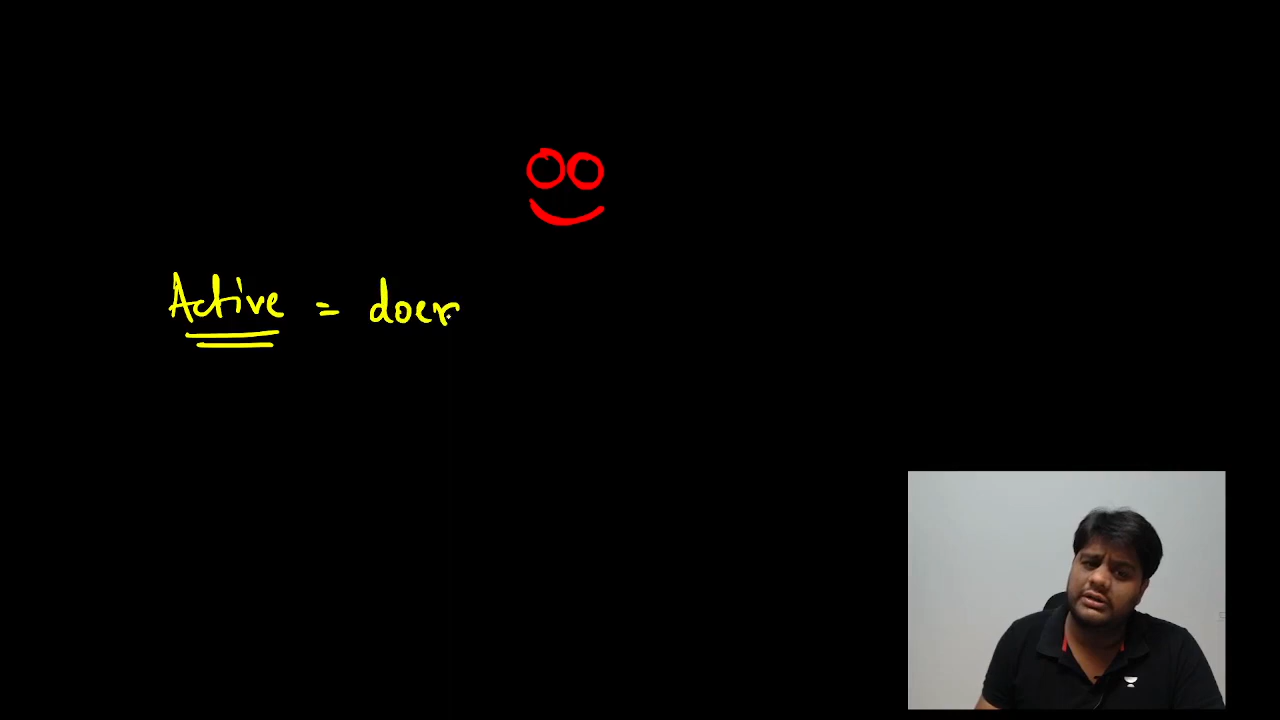 Active = doer